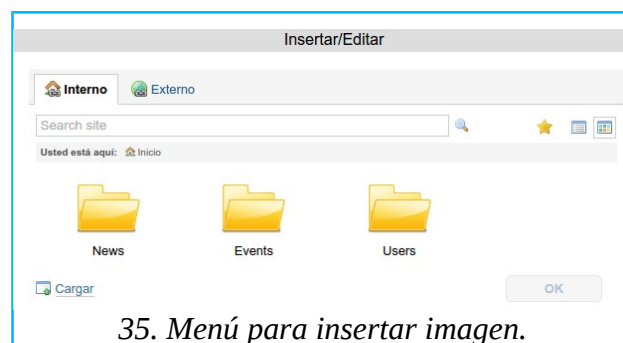 Insertar/Editar
Interno Externo
Search site
Usted está aquí: Inicio
News Events Users
Cargar OK
35. Menú para insertar imagen.